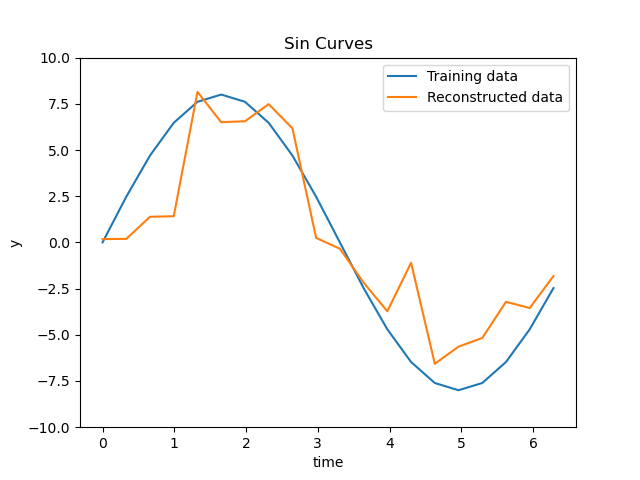 Sin Curves
Training data
Reconstructed data
10.0
7.5
5.0
2.5
0.0
−2.5
−5.0
−7.5
−10.0
y
0 1 2 3 4 5 6
time